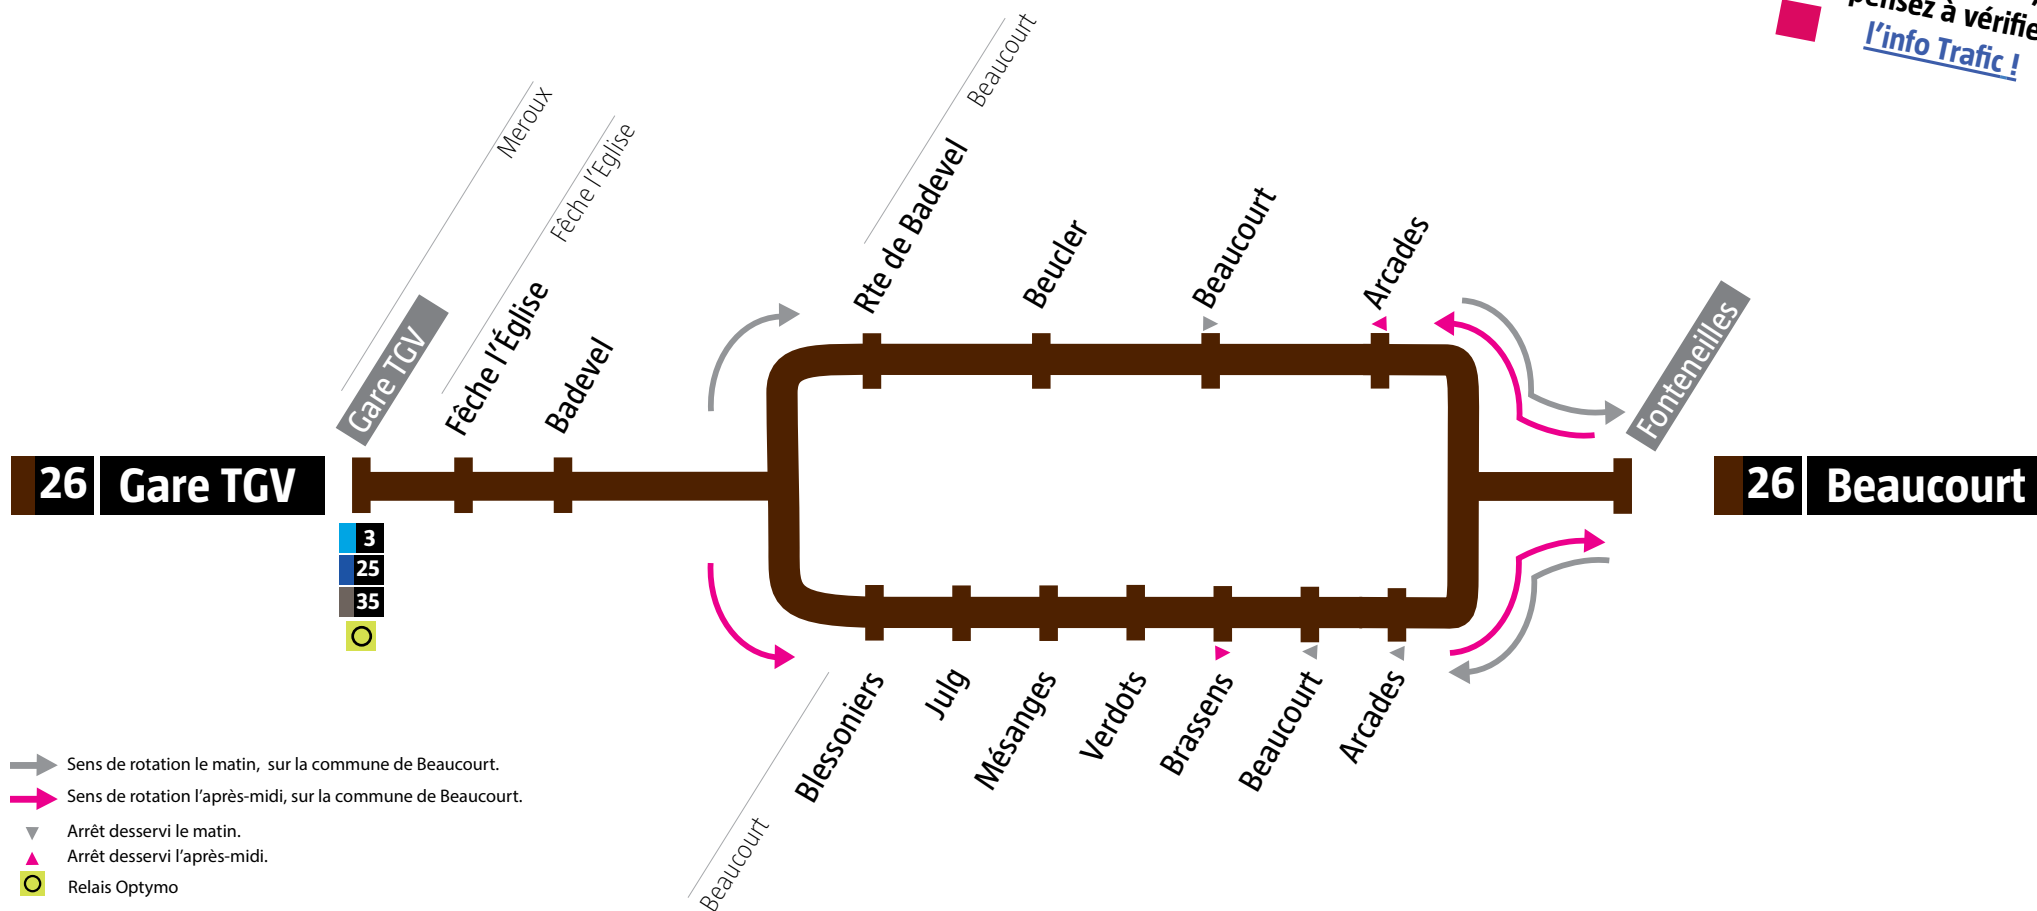 pensez à vérifie
l'info Trafic !
Meroux
Fêche l'Eglise
Beaucourt
Gare TGV
Fêche l'Église
Badevel
Rte de Badevel
Beucler
Beaucourt
Arcades
Fonteneilles
26 Gare TGV
26 Beaucourt
3
25
35
Blessoniers
Julg
Mésanges
Verdots
Brassens
Beaucourt
Arcades
Beaucourt
Sens de rotation le matin, sur la commune de Beaucourt.
Sens de rotation l'après-midi, sur la commune de Beaucourt.
Arrêt desservi le matin.
Arrêt desservi l'après-midi.
Relais Optymo